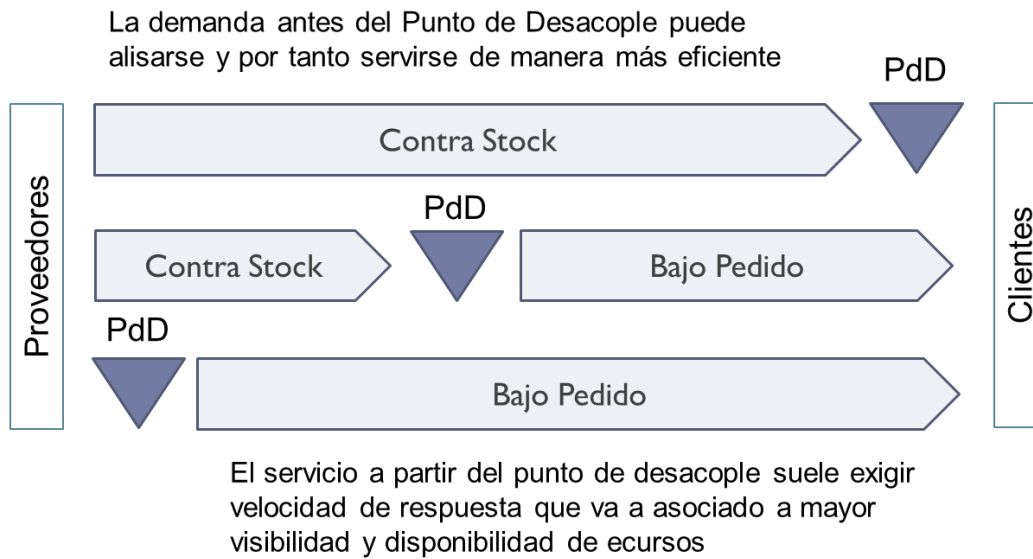 La demanda antes del Punto de Desacople puede
alisarse y por tanto servirse de manera más eficiente
PdD
Proveedores
Contra Stock
Clientes
PdD
Contra Stock
Bajo Pedido
PdD
Bajo Pedido
El servicio a partir del punto de desacople suele exigir
velocidad de respuesta que va a asociado a mayor
visibilidad y disponibilidad de ecursos